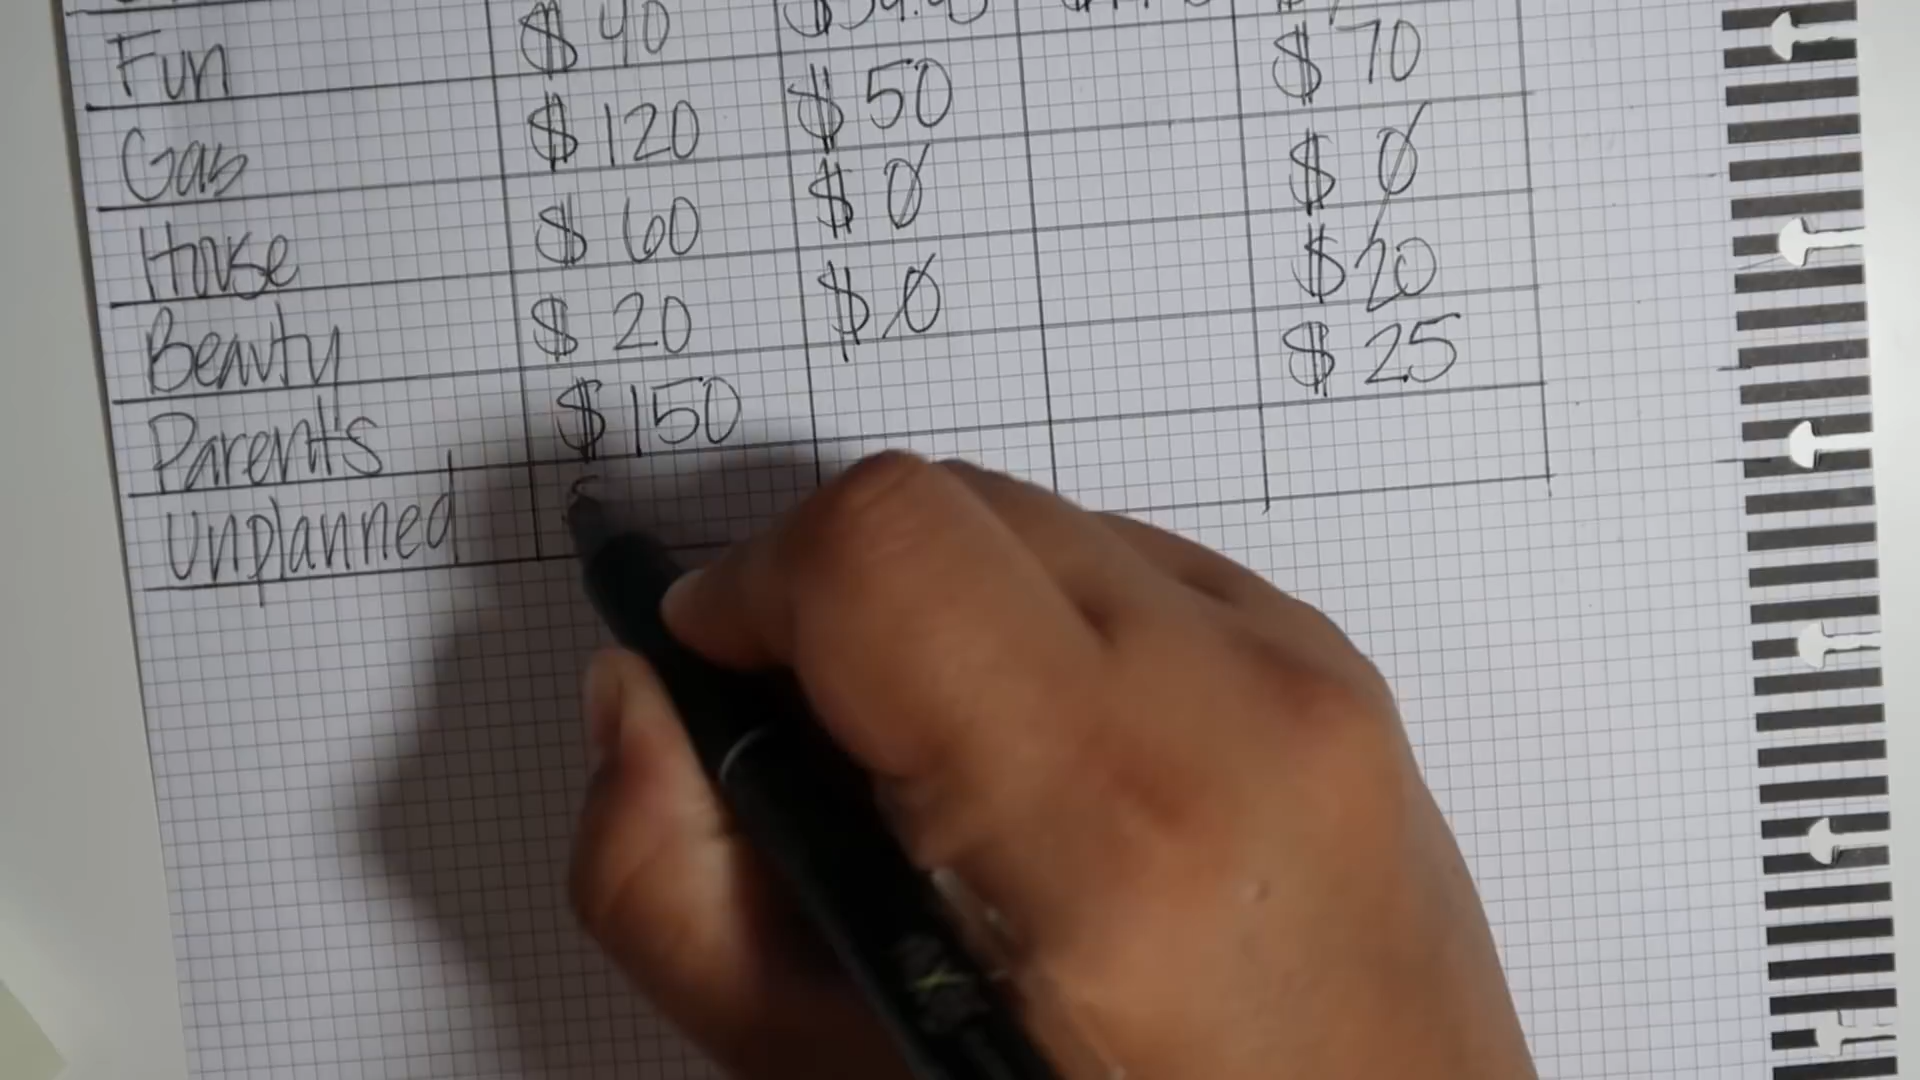 Fun $40
Gas $120 $50 $70
House $60 $0 $0
Beauty $20 $0 $20
Parent's $150 $25
Unplanned